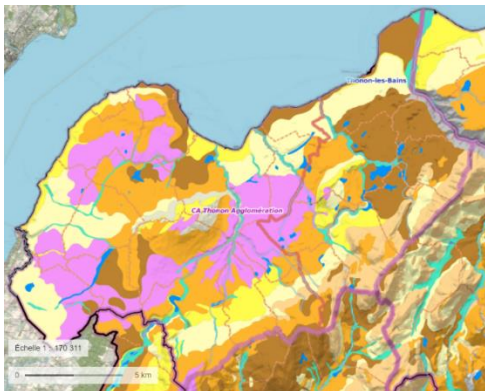 Thonon-les-Bains
CA Thonon Agglomération
Échelle 1 : 170 311
0 5 km